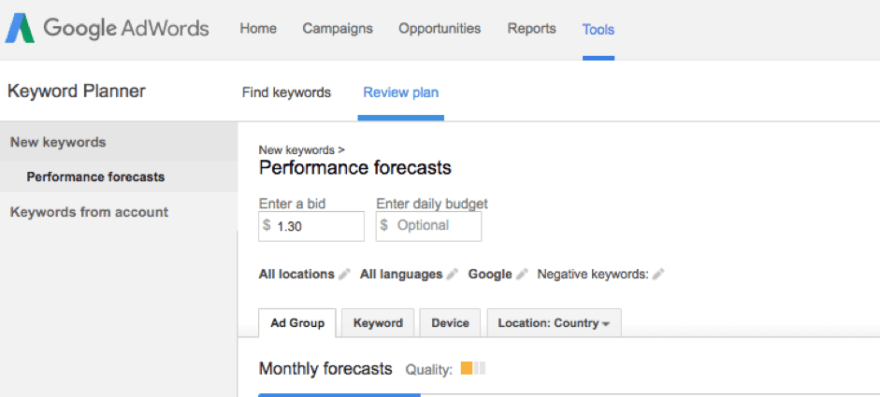 Google AdWords Home Campaigns Opportunities Reports Tools
Keyword Planner Find keywords Review plan
New keywords
Performance forecasts
Keywords from account
New keywords >
Performance forecasts
Enter a bid Enter daily budget
$ 1.30 $ Optional
All locations All languages Google Negative keywords:
Ad Group Keyword Device Location: Country
Monthly forecasts Quality: